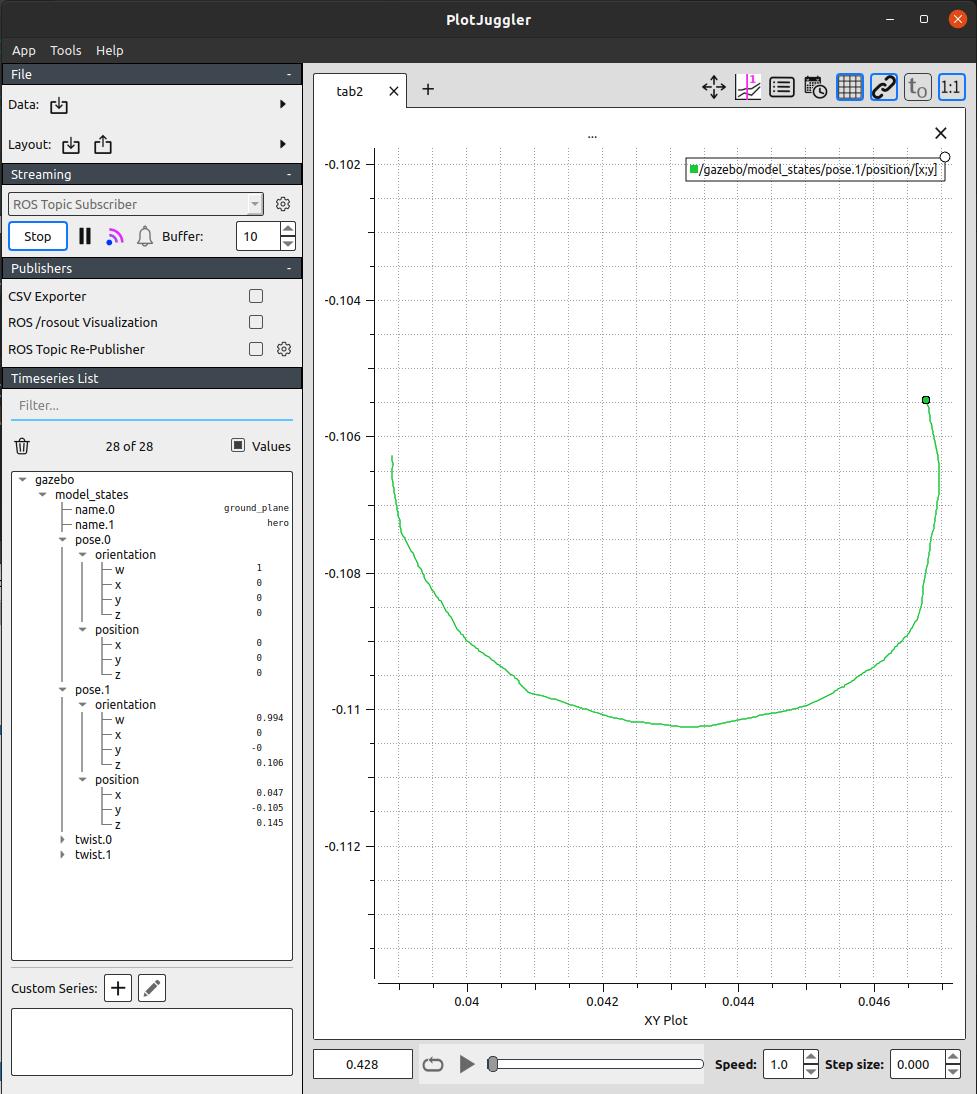 PlotJuggler
App Tools Help
File -
Data:
Layout:
Streaming -
ROS Topic Subscriber
Stop Buffer: 10
Publishers -
CSV Exporter
ROS /rosout Visualization
ROS Topic Re-Publisher
Timeseries List
Filter...
28 of 28 Values
gazebo
model_states
name.0 ground_plane
name.1 hero
pose.0
orientation
w 1
x 0
y 0
z 0
position
x 0
y 0
z 0
pose.1
orientation
w 0.994
x 0
y -0
z 0.106
position
x 0.047
y -0.105
z 0.145
twist.0
twist.1
Custom Series:
tab2
1 t0 1:1
...
/gazebo/model_states/pose.1/position/[x;y]
-0.102
-0.104
-0.106
-0.108
-0.11
-0.112
0.04 0.042 0.044 0.046
XY Plot
0.428 Speed: 1.0 Step size: 0.000